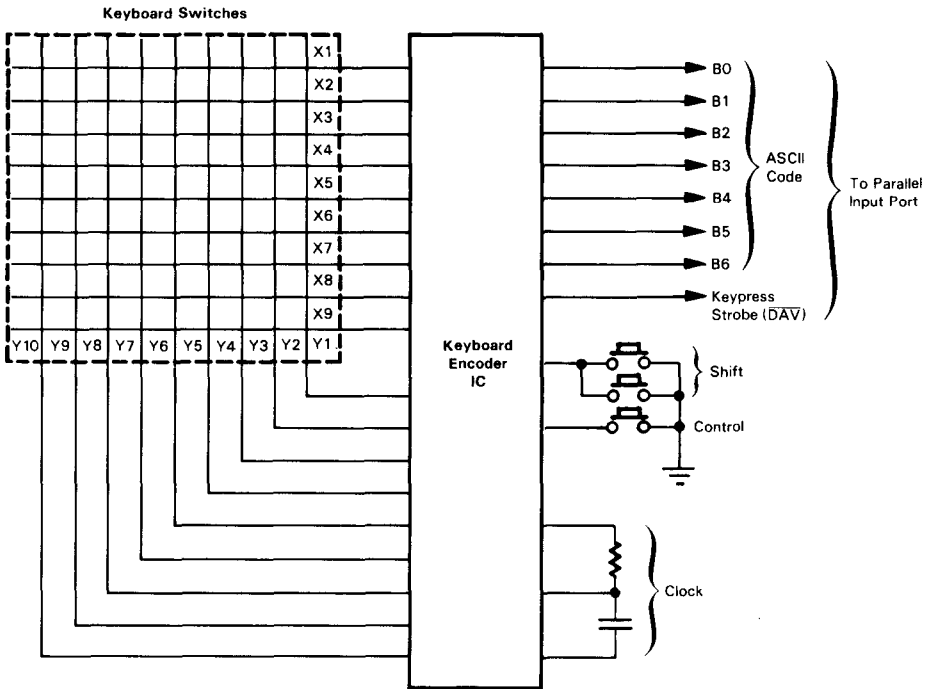 Keyboard Switches
X1
X2
X3
X4
X5
X6
X7
X8
X9
Y10 Y9 Y8 Y7 Y6 Y5 Y4 Y3 Y2 Y1
Keyboard
Encoder
IC
B0
B1
B2
B3
B4
B5
B6
ASCII
Code
To Parallel
Input Port
Keypress
Strobe (D̅A̅V̅)
Shift
Control
Clock